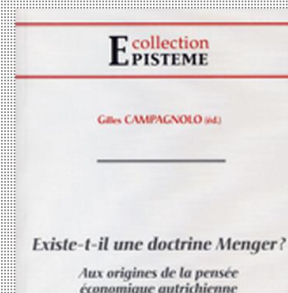 collection
EPISTEME
Gilles CAMPAGNOLO (éd.)
Existe-t-il une doctrine Menger ?
Aux origines de la pensée
économique autrichienne